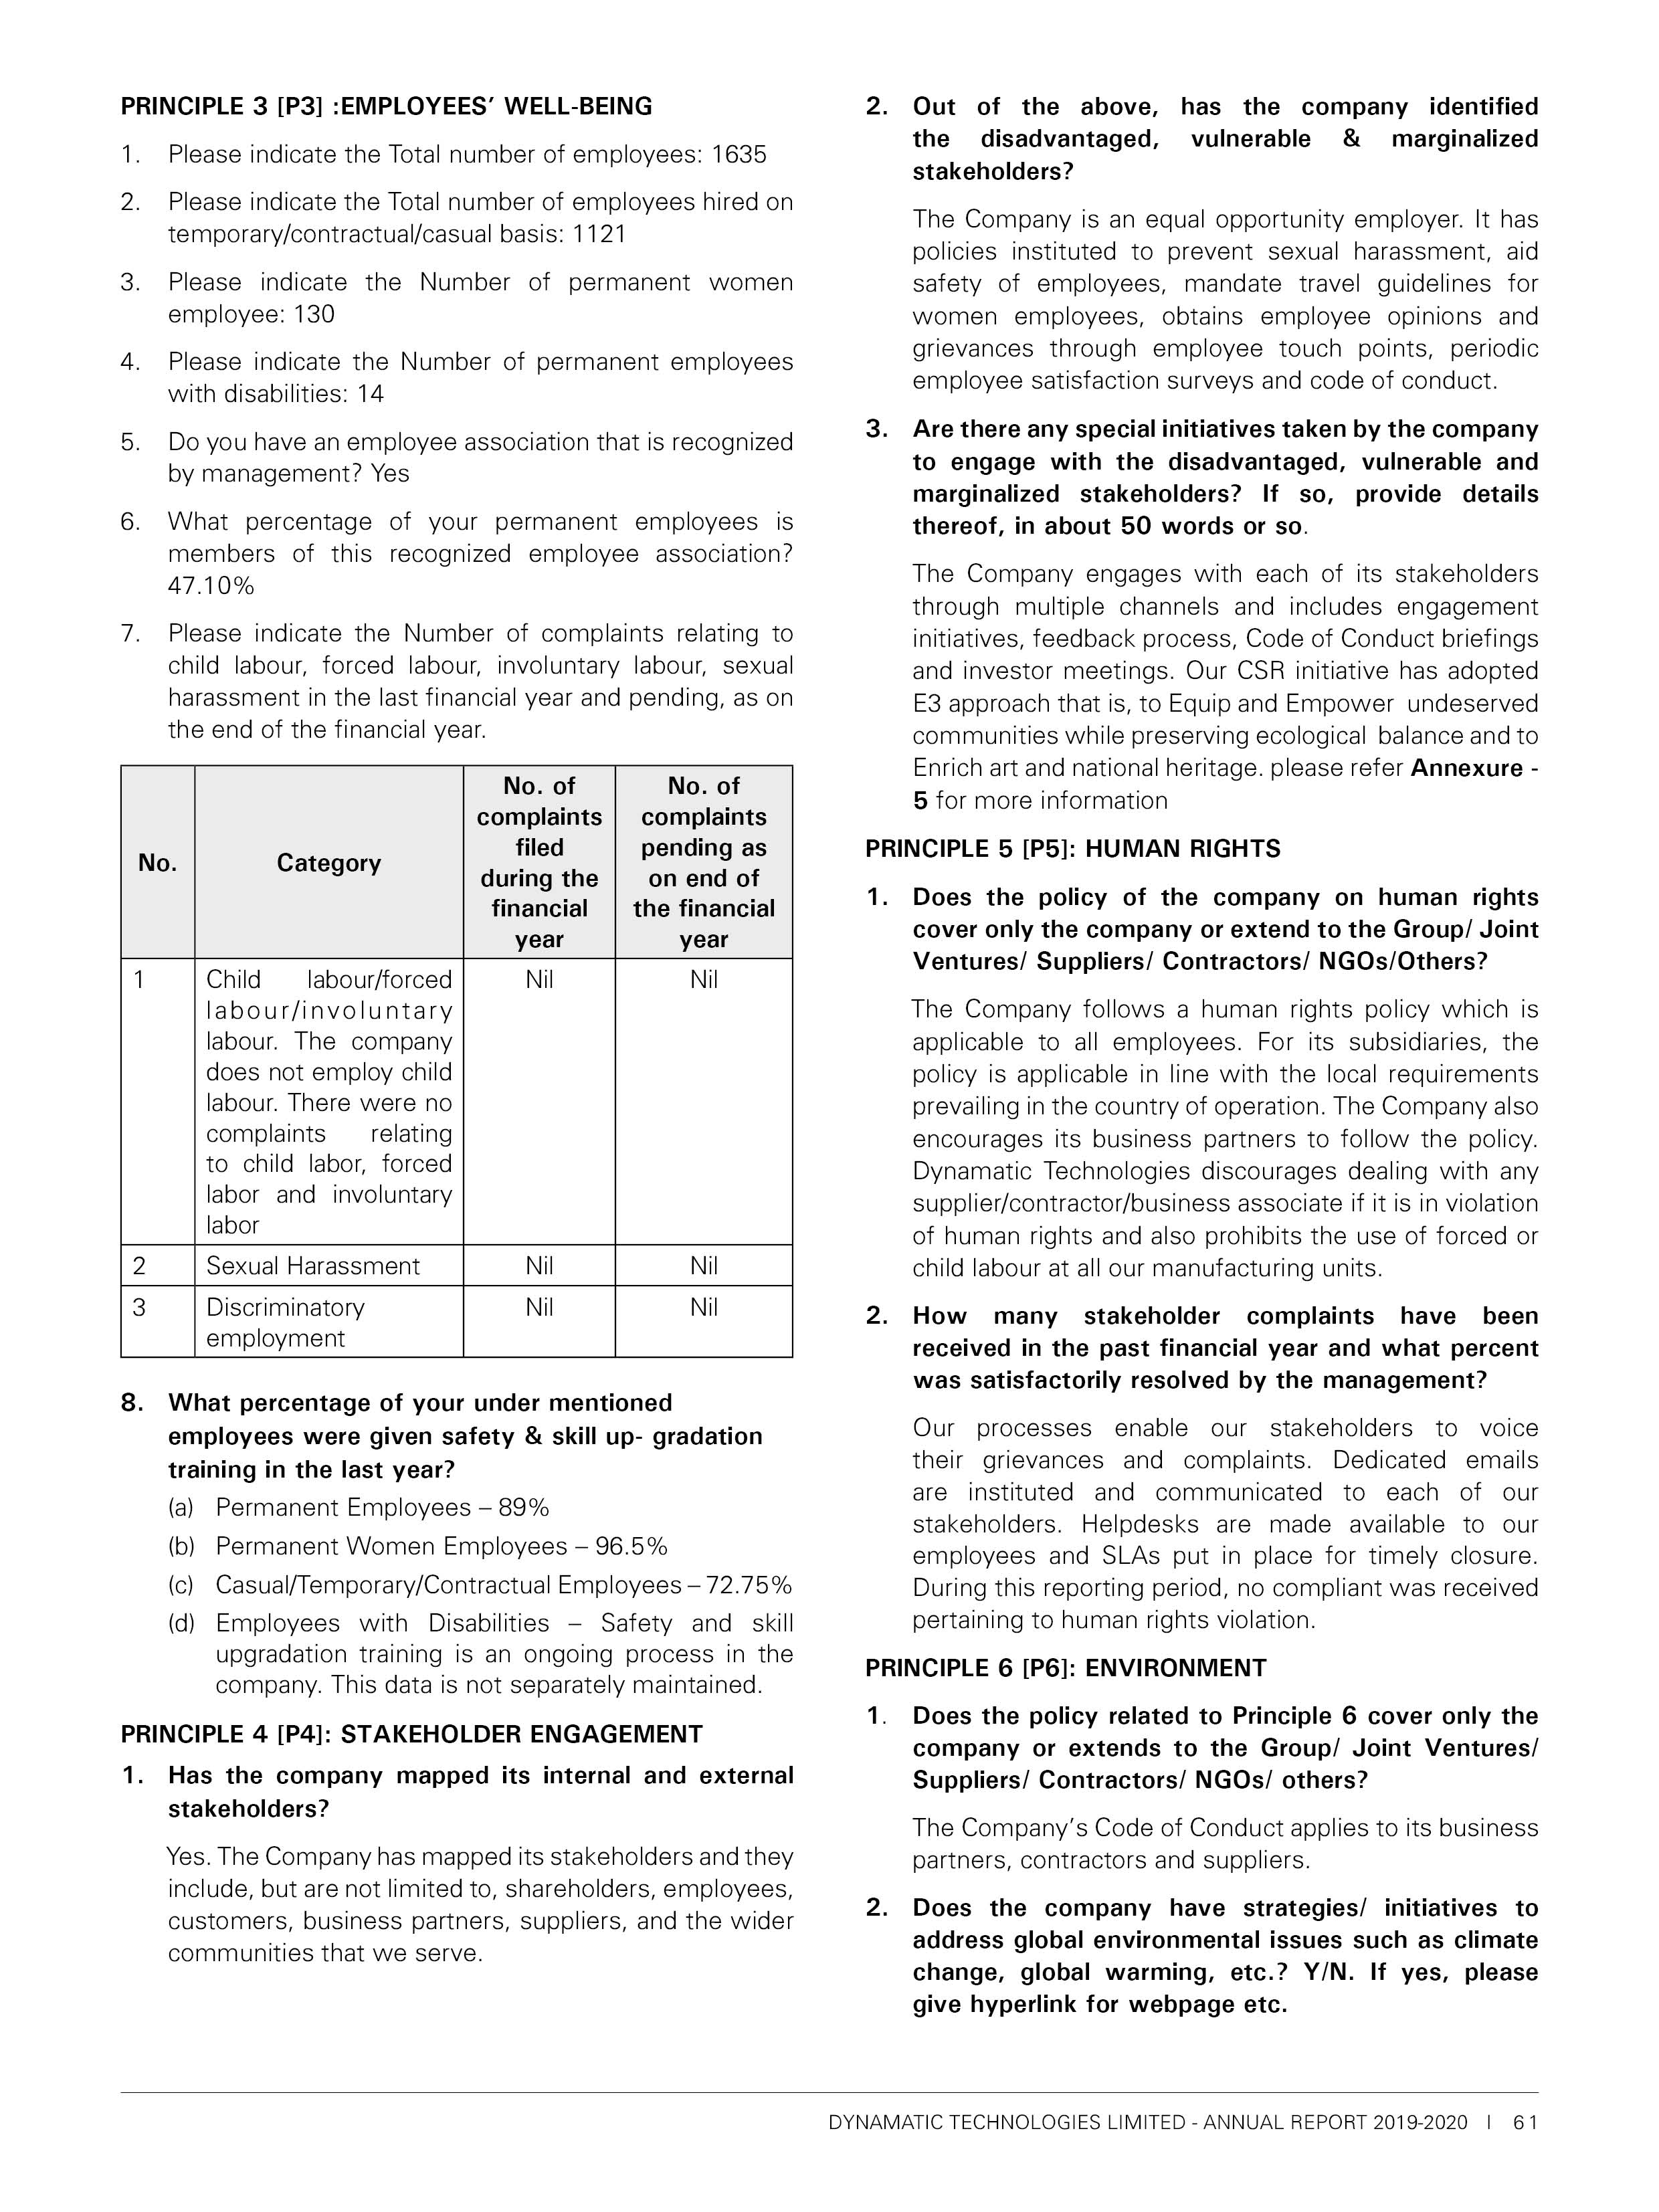 PRINCIPLE 3 [P3] :EMPLOYEES’ WELL-BEING
1. Please indicate the Total number of employees: 1635
2. Please indicate the Total number of employees hired on
temporary/contractual/casual basis: 1121
3. Please indicate the Number of permanent women
employee: 130
4. Please indicate the Number of permanent employees
with disabilities: 14
5. Do you have an employee association that is recognized
by management? Yes
6. What percentage of your permanent employees is
members of this recognized employee association?
47.10%
7. Please indicate the Number of complaints relating to
child labour, forced labour, involuntary labour, sexual
harassment in the last financial year and pending, as on
the end of the financial year.
No. of No. of
complaints complaints
filed pending as
No. Category during the on end of
financial the financial
year year
1 Child labour/forced Nil Nil
labour/involuntary
labour. The company
does not employ child
labour. There were no
complaints relating
to child labor, forced
labor and involuntary
labor
2 Sexual Harassment Nil Nil
3 Discriminatory Nil Nil
employment
8. What percentage of your under mentioned
employees were given safety & skill up- gradation
training in the last year?
(a) Permanent Employees – 89%
(b) Permanent Women Employees – 96.5%
(c) Casual/Temporary/Contractual Employees – 72.75%
(d) Employees with Disabilities – Safety and skill
upgradation training is an ongoing process in the
company. This data is not separately maintained.
PRINCIPLE 4 [P4]: STAKEHOLDER ENGAGEMENT
1. Has the company mapped its internal and external
stakeholders?
Yes. The Company has mapped its stakeholders and they
include, but are not limited to, shareholders, employees,
customers, business partners, suppliers, and the wider
communities that we serve.
2. Out of the above, has the company identified
the disadvantaged, vulnerable & marginalized
stakeholders?
The Company is an equal opportunity employer. It has
policies instituted to prevent sexual harassment, aid
safety of employees, mandate travel guidelines for
women employees, obtains employee opinions and
grievances through employee touch points, periodic
employee satisfaction surveys and code of conduct.
3. Are there any special initiatives taken by the company
to engage with the disadvantaged, vulnerable and
marginalized stakeholders? If so, provide details
thereof, in about 50 words or so.
The Company engages with each of its stakeholders
through multiple channels and includes engagement
initiatives, feedback process, Code of Conduct briefings
and investor meetings. Our CSR initiative has adopted
E3 approach that is, to Equip and Empower undeserved
communities while preserving ecological balance and to
Enrich art and national heritage. please refer Annexure -
5 for more information
PRINCIPLE 5 [P5]: HUMAN RIGHTS
1. Does the policy of the company on human rights
cover only the company or extend to the Group/ Joint
Ventures/ Suppliers/ Contractors/ NGOs/Others?
The Company follows a human rights policy which is
applicable to all employees. For its subsidiaries, the
policy is applicable in line with the local requirements
prevailing in the country of operation. The Company also
encourages its business partners to follow the policy.
Dynamatic Technologies discourages dealing with any
supplier/contractor/business associate if it is in violation
of human rights and also prohibits the use of forced or
child labour at all our manufacturing units.
2. How many stakeholder complaints have been
received in the past financial year and what percent
was satisfactorily resolved by the management?
Our processes enable our stakeholders to voice
their grievances and complaints. Dedicated emails
are instituted and communicated to each of our
stakeholders. Helpdesks are made available to our
employees and SLAs put in place for timely closure.
During this reporting period, no compliant was received
pertaining to human rights violation.
PRINCIPLE 6 [P6]: ENVIRONMENT
1. Does the policy related to Principle 6 cover only the
company or extends to the Group/ Joint Ventures/
Suppliers/ Contractors/ NGOs/ others?
The Company’s Code of Conduct applies to its business
partners, contractors and suppliers.
2. Does the company have strategies/ initiatives to
address global environmental issues such as climate
change, global warming, etc.? Y/N. If yes, please
give hyperlink for webpage etc.
DYNAMATIC TECHNOLOGIES LIMITED - ANNUAL REPORT 2019-2020 I 61